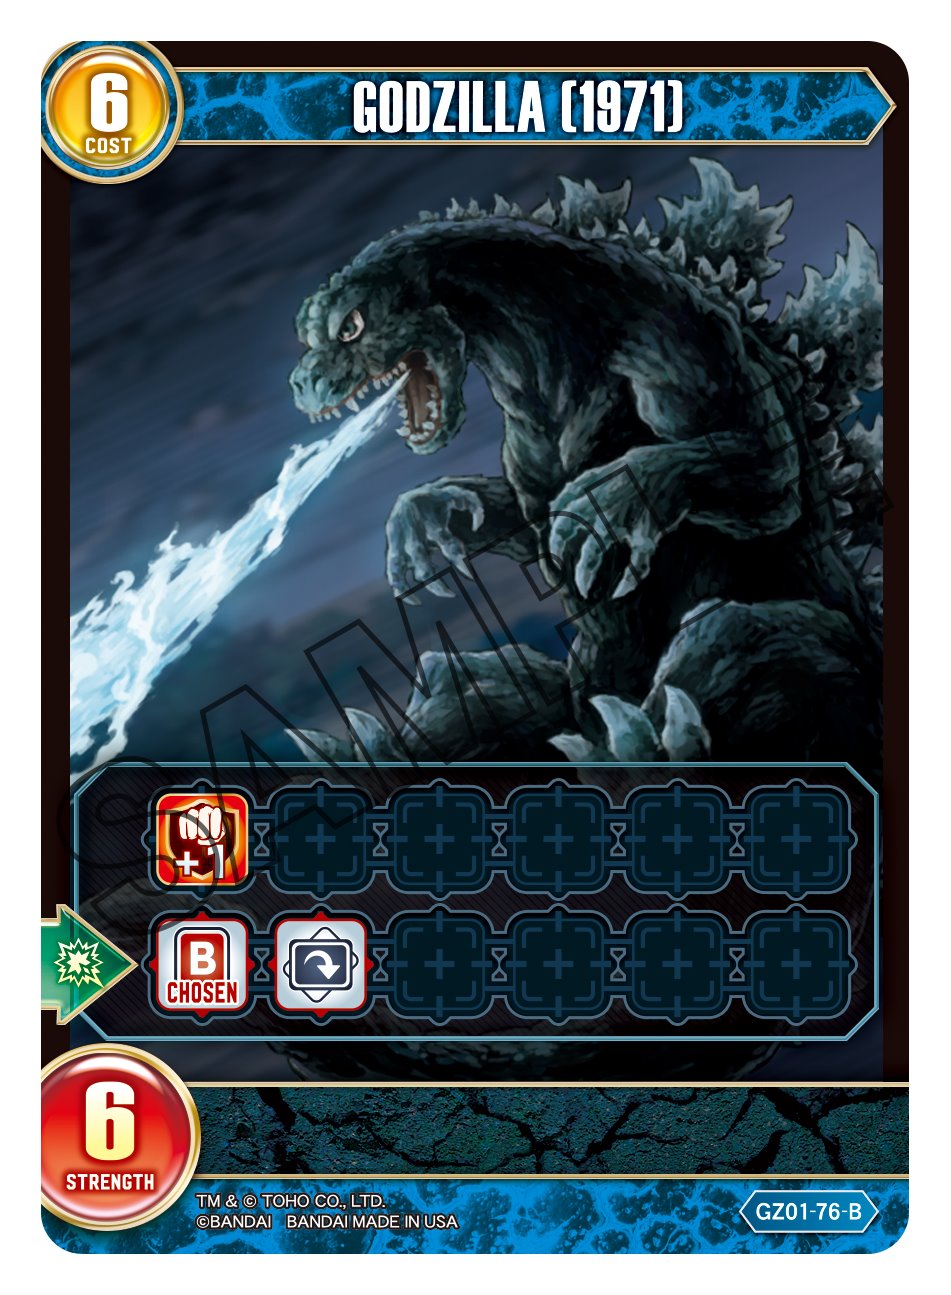 6
COST
GODZILLA (1971)
SAMPLE
+1
B
CHOSEN
6
STRENGTH
TM & © TOHO CO., LTD.
©BANDAI BANDAI MADE IN USA
GZ01-76-B